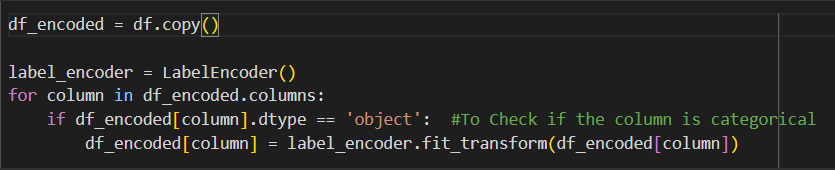 df_encoded = df.copy()
label_encoder = LabelEncoder()
for column in df_encoded.columns:
    if df_encoded[column].dtype == 'object':  #To Check if the column is categorical
        df_encoded[column] = label_encoder.fit_transform(df_encoded[column])